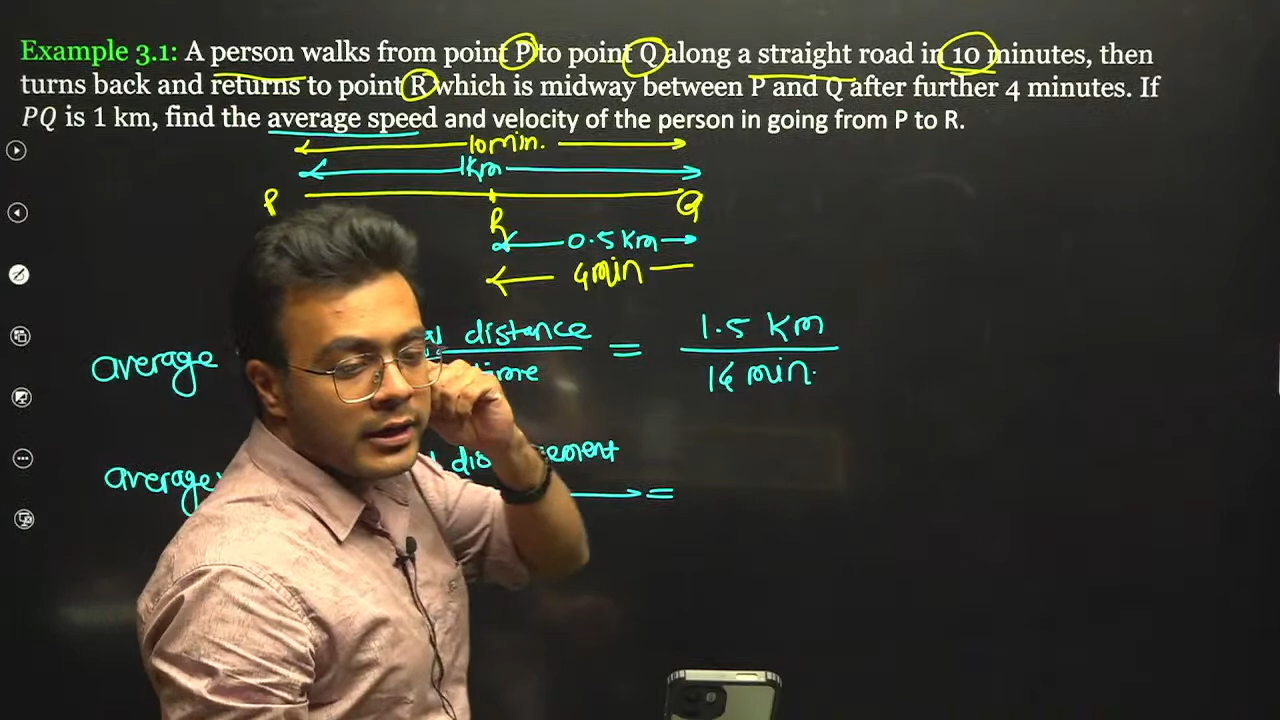 Example 3.1: A person walks from point P to point Q along a straight road in 10 minutes, then
turns back and returns to point R which is midway between P and Q after further 4 minutes. If
PQ is 1 km, find the average speed and velocity of the person in going from P to R.
10min.
1Km
P
Q
R
0.5 Km
4min
average distance = 1.5 Km
time 14 min.
average =